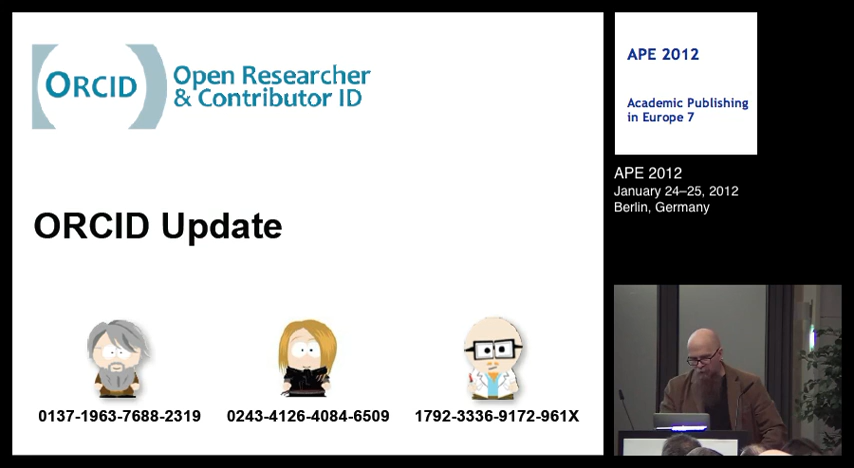 ORCID
Open Researcher
& Contributor ID
ORCID Update
0137-1963-7688-2319
0243-4126-4084-6509
1792-3336-9172-961X
APE 2012
Academic Publishing
in Europe 7
APE 2012
January 24–25, 2012
Berlin, Germany